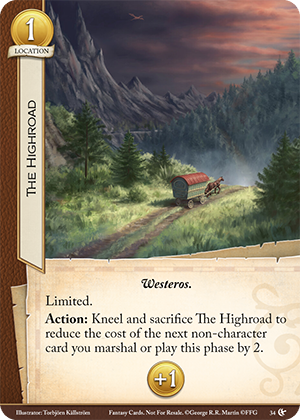 1
LOCATION
THE HIGHROAD
Westeros.
Limited.
Action: Kneel and sacrifice The Highroad to
reduce the cost of the next non-character
card you marshal or play this phase by 2.
+1
Illustrator: Torbjörn Källström
Fantasy Cards. Not For Resale. ©George R.R. Martin ©FFG
34